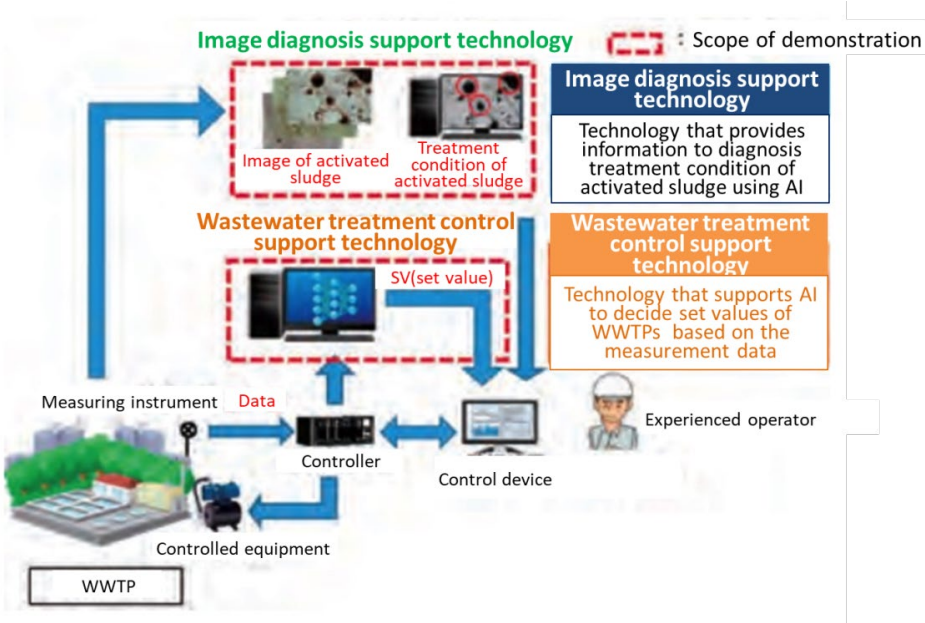 Image diagnosis support technology
: Scope of demonstration
Image of activated
sludge
Treatment
condition of
activated sludge
Image diagnosis support
technology
Technology that provides
information to diagnosis
treatment condition of
activated sludge using AI
Wastewater treatment control
support technology
SV(set value)
Wastewater treatment
control support
technology
Technology that supports AI
to decide set values of
WWTPs based on the
measurement data
Measuring instrument
Data
Controller
Control device
Experienced operator
Controlled equipment
WWTP